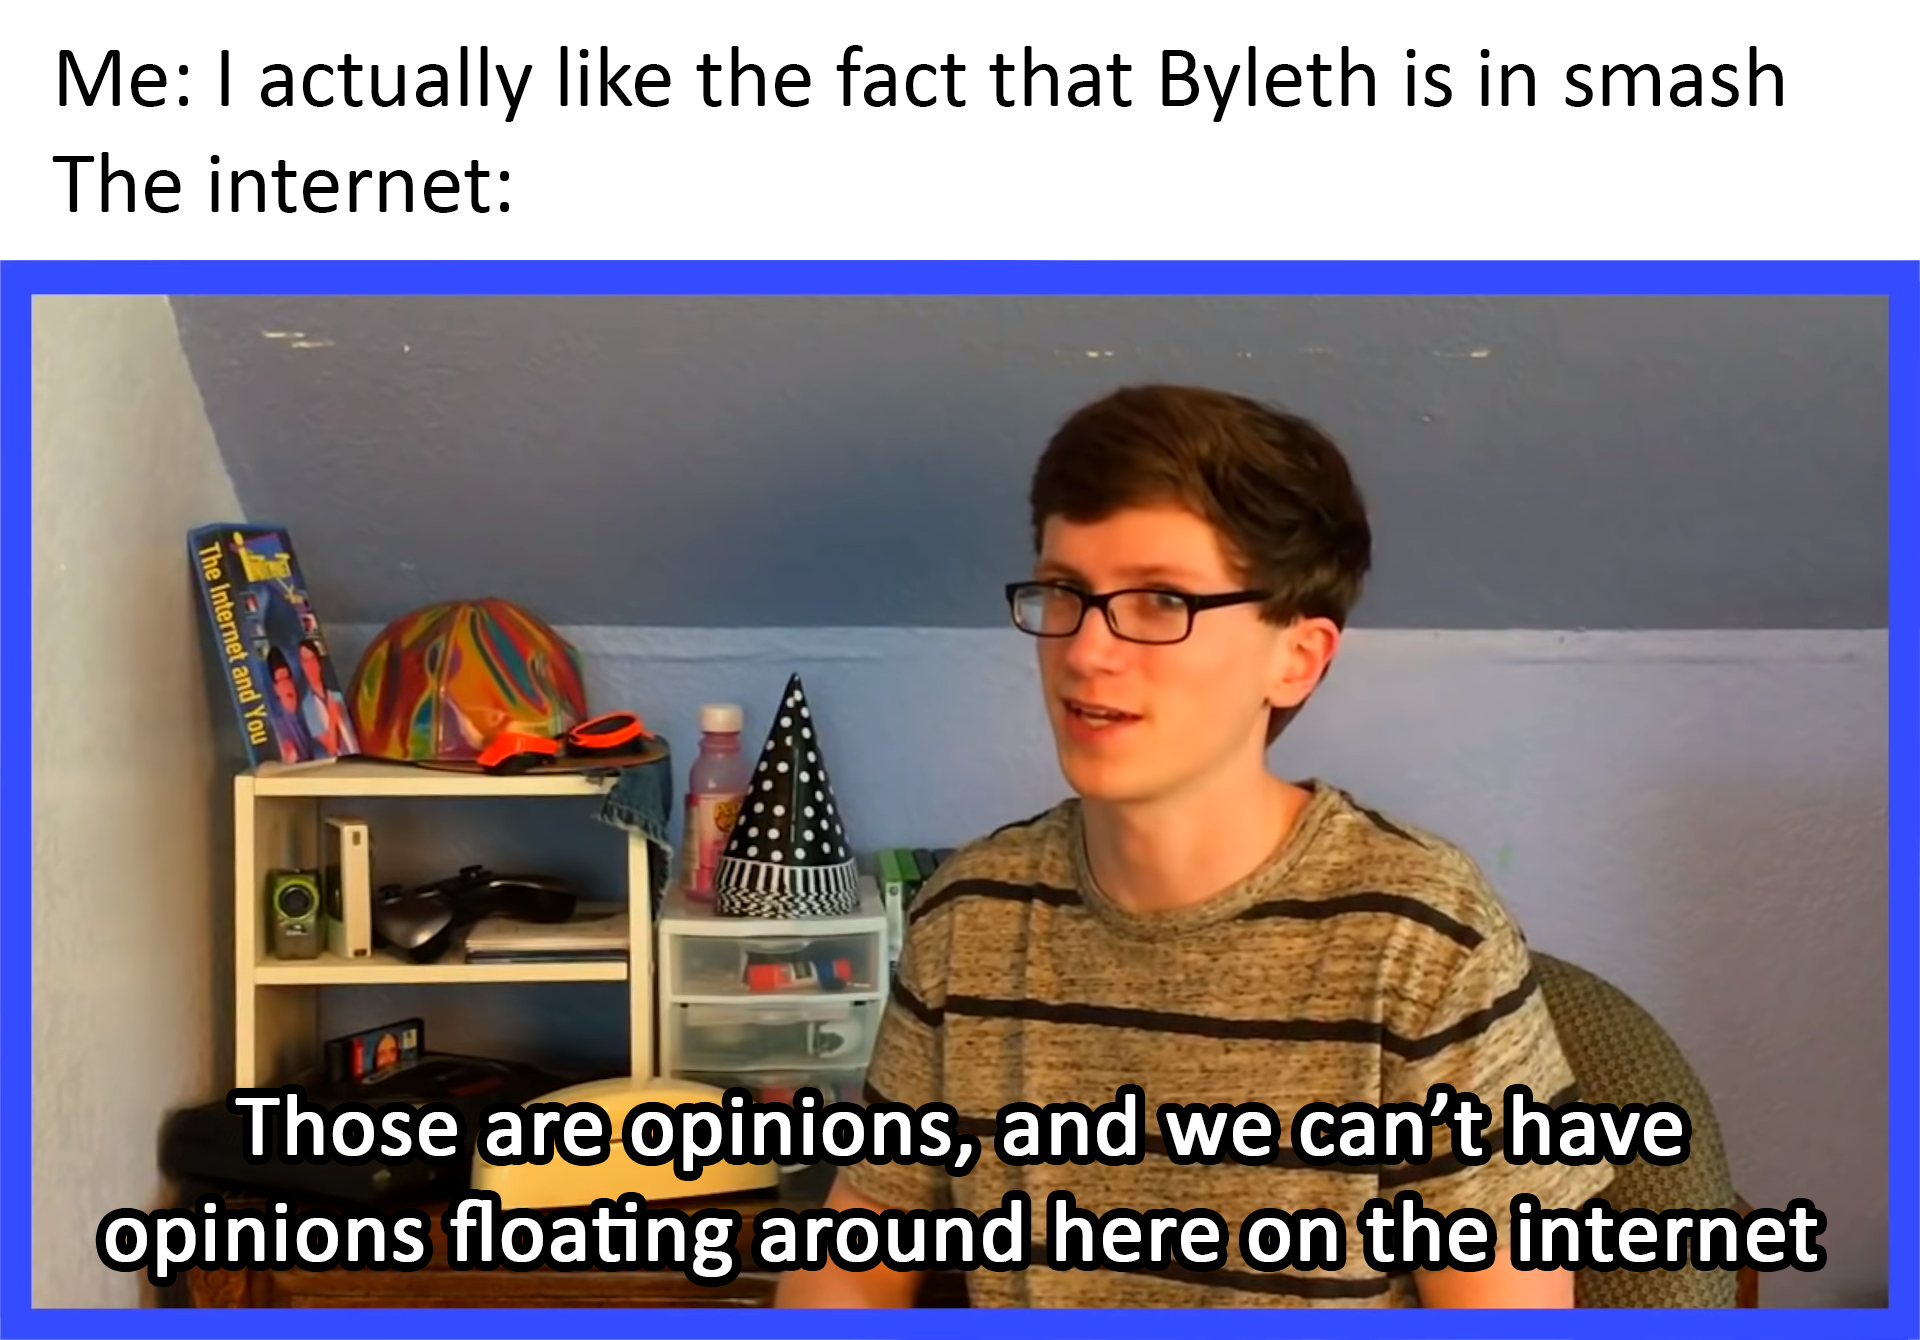 Me: I actually like the fact that Byleth is in smash
The internet:
The Internet and You
Those are opinions, and we can't have
opinions floating around here on the internet